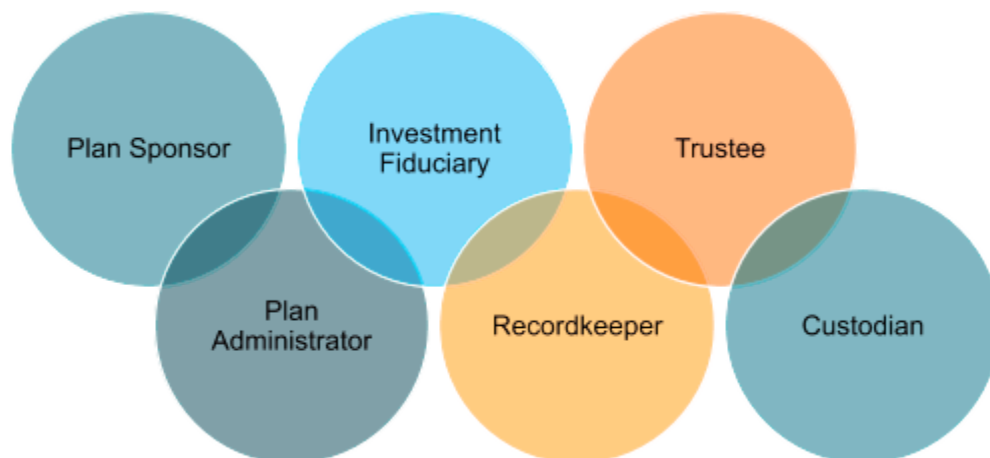 Plan Sponsor
Investment
Fiduciary
Trustee
Plan
Administrator
Recordkeeper
Custodian